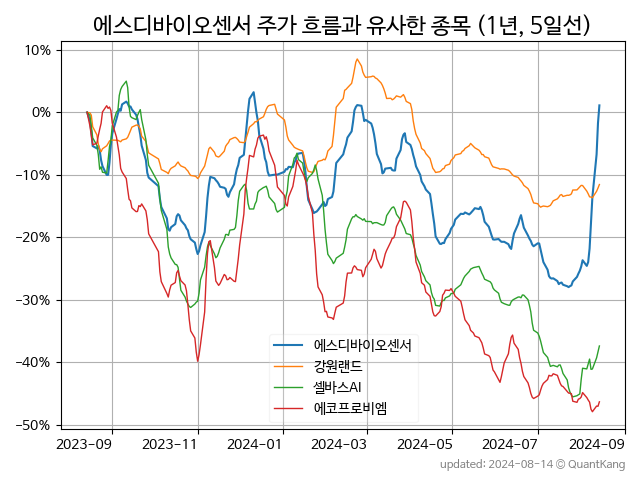 에스디바이오센서 주가 흐름과 유사한 종목 (1년, 5일선)
10%
0%
−10%
−20%
−30%
−40%
−50%
에스디바이오센서
강원랜드
셀바스AI
에코프로비엠
2023-09 2023-11 2024-01 2024-03 2024-05 2024-07 2024-09
updated: 2024-08-14 © QuantKang